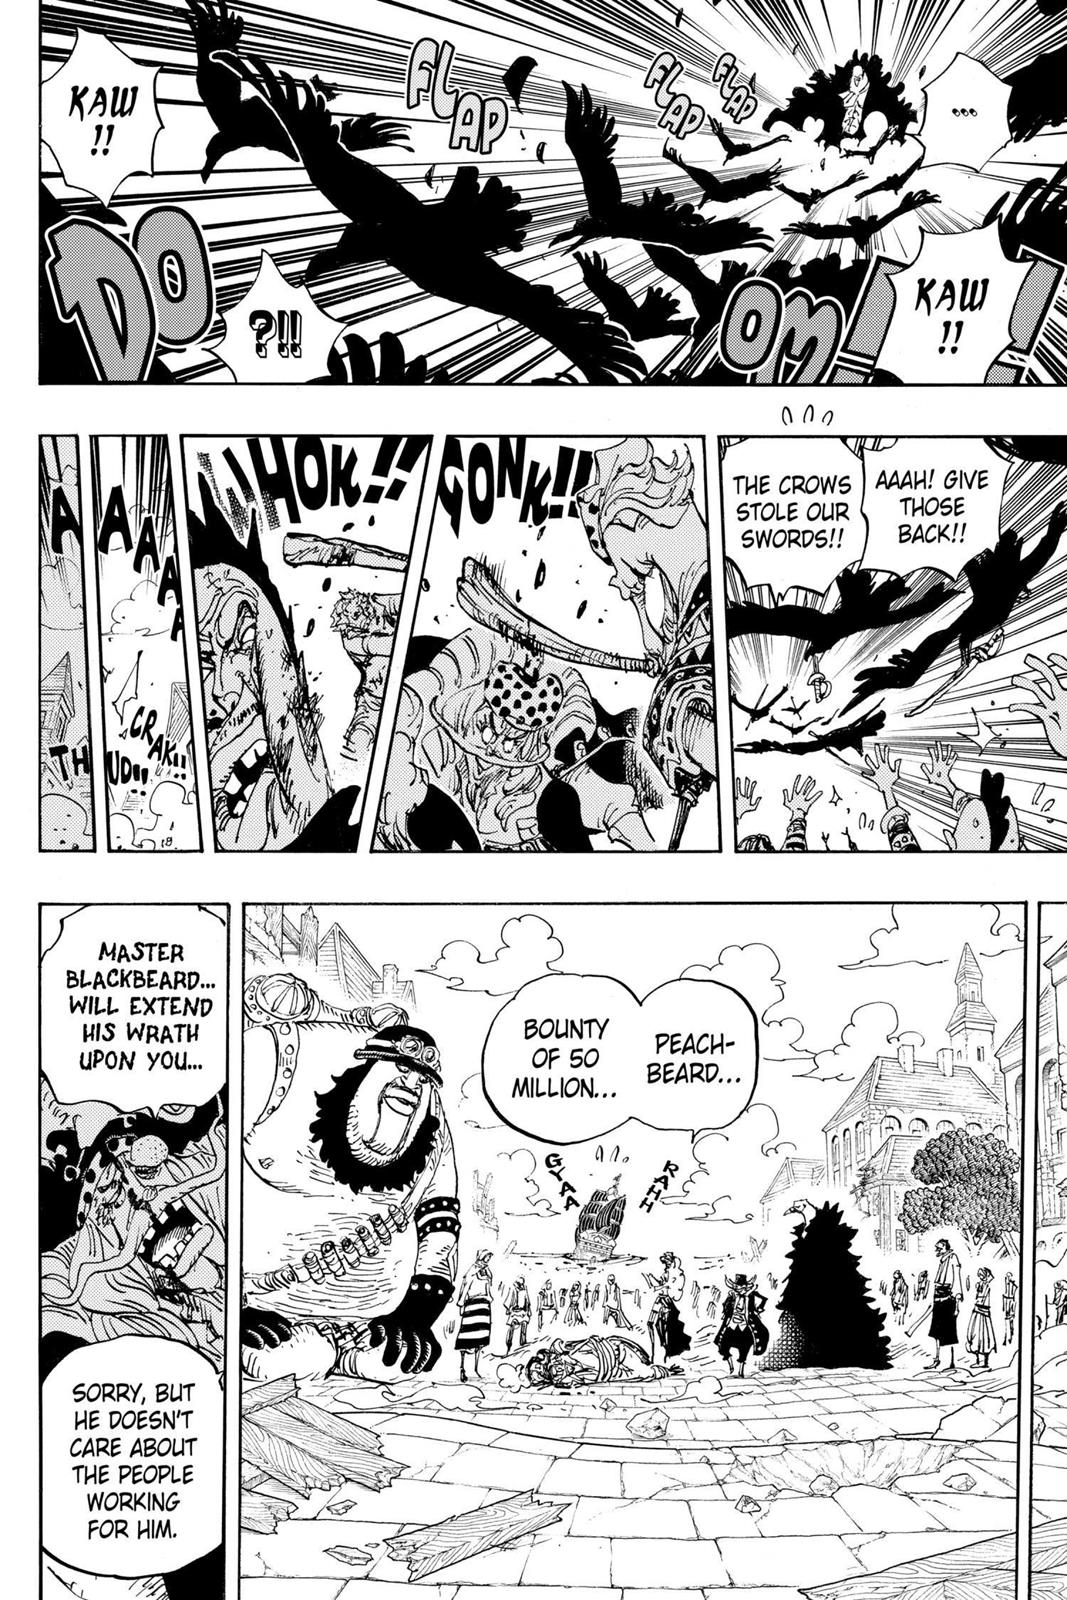 ...
KAW
!!
FLAP
FLAP
FLAP
KAW
!!
?!!
DO
OM!!
AAAH! GIVE
THOSE
BACK!!
THE CROWS
STOLE OUR
SWORDS!!
GONK!!
WHOK!!
AAAAAA
CRAK!!
THUD!!
PEACH-
BEARD...
BOUNTY
OF 50
MILLION...
GYAA
RAHH
MASTER
BLACKBEARD...
WILL EXTEND
HIS WRATH
UPON YOU...
SORRY, BUT
HE DOESN'T
CARE ABOUT
THE PEOPLE
WORKING
FOR HIM.